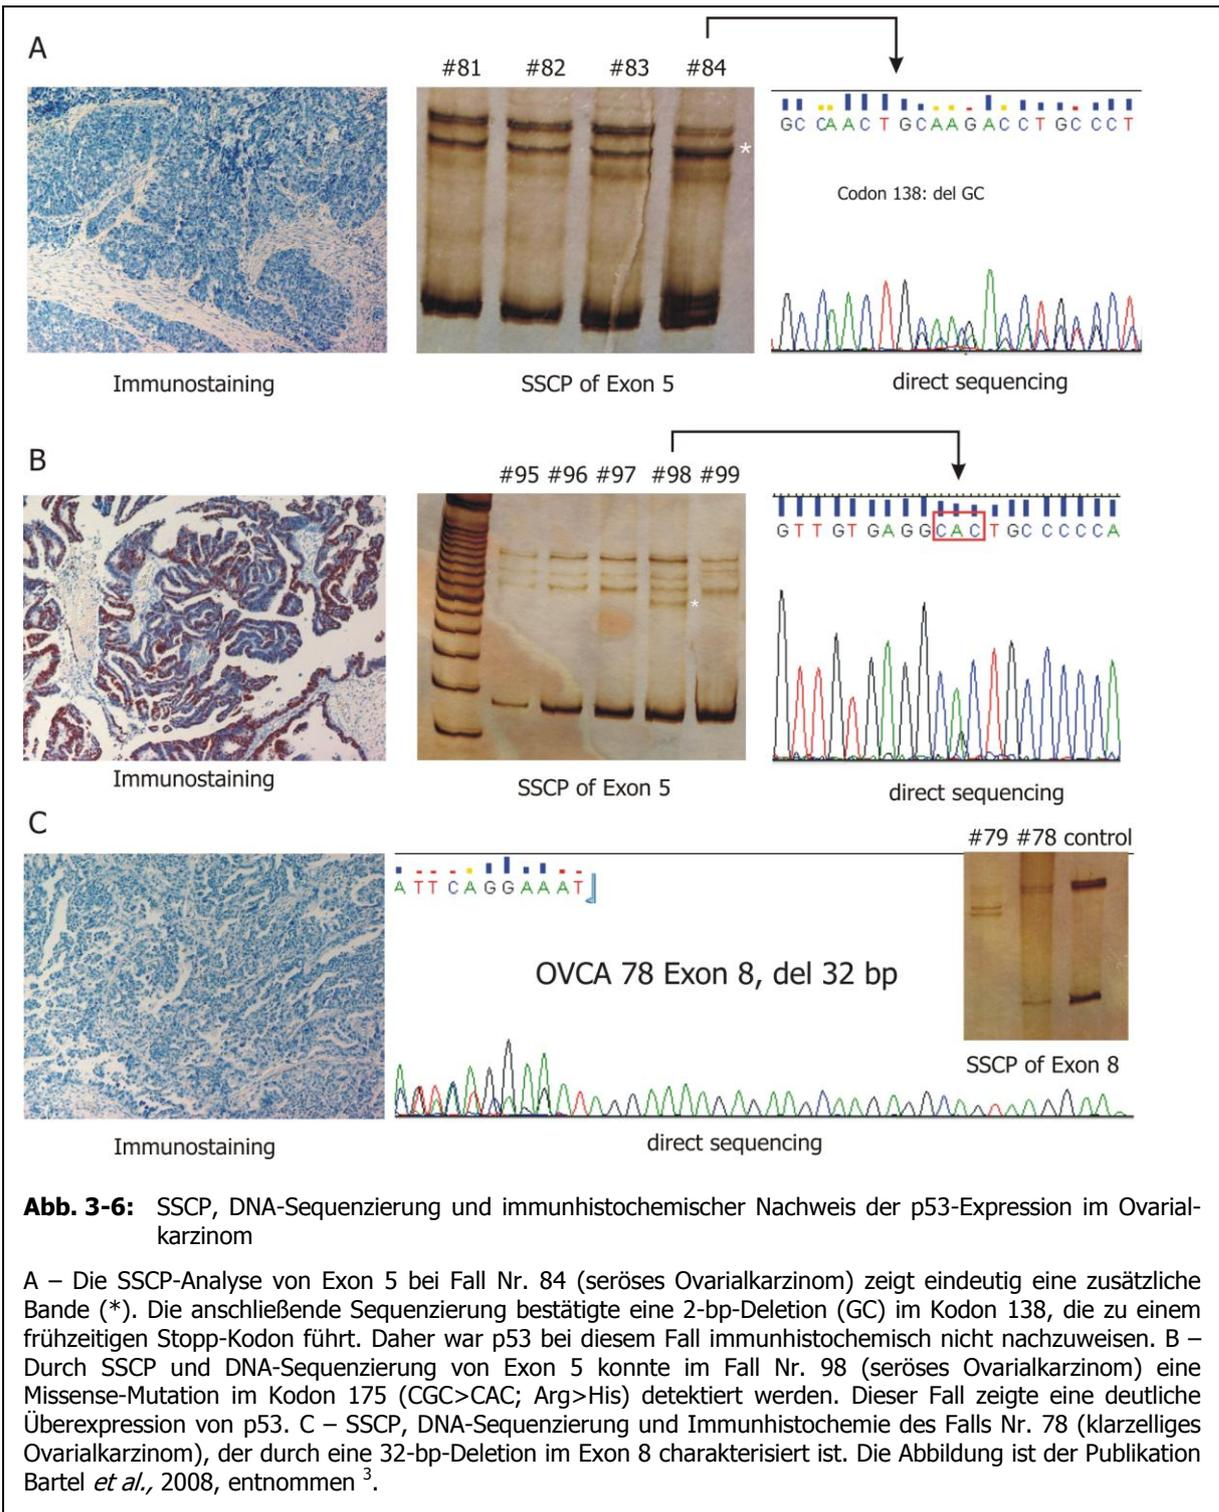 A
#81 #82 #83 #84
*
GCCAACTGCAAGACCTGCCCT
Codon 138: del GC
Immunostaining
SSCP of Exon 5
direct sequencing
B
#95 #96 #97 #98 #99
*
GTTGTGAGGCACTGCCCCCA
Immunostaining
SSCP of Exon 5
direct sequencing
C
#79 #78 control
ATTCAGGAAAT
OVCA 78 Exon 8, del 32 bp
SSCP of Exon 8
Immunostaining
direct sequencing
Abb. 3-6: SSCP, DNA-Sequenzierung und immunhistochemischer Nachweis der p53-Expression im Ovarial-
karzinom
A – Die SSCP-Analyse von Exon 5 bei Fall Nr. 84 (seröses Ovarialkarzinom) zeigt eindeutig eine zusätzliche
Bande (*). Die anschließende Sequenzierung bestätigte eine 2-bp-Deletion (GC) im Kodon 138, die zu einem
frühzeitigen Stopp-Kodon führt. Daher war p53 bei diesem Fall immunhistochemisch nicht nachzuweisen. B –
Durch SSCP und DNA-Sequenzierung von Exon 5 konnte im Fall Nr. 98 (seröses Ovarialkarzinom) eine
Missense-Mutation im Kodon 175 (CGC>CAC; Arg>His) detektiert werden. Dieser Fall zeigte eine deutliche
Überexpression von p53. C – SSCP, DNA-Sequenzierung und Immunhistochemie des Falls Nr. 78 (klarzelliges
Ovarialkarzinom), der durch eine 32-bp-Deletion im Exon 8 charakterisiert ist. Die Abbildung ist der Publikation
Bartel et al., 2008, entnommen 3.